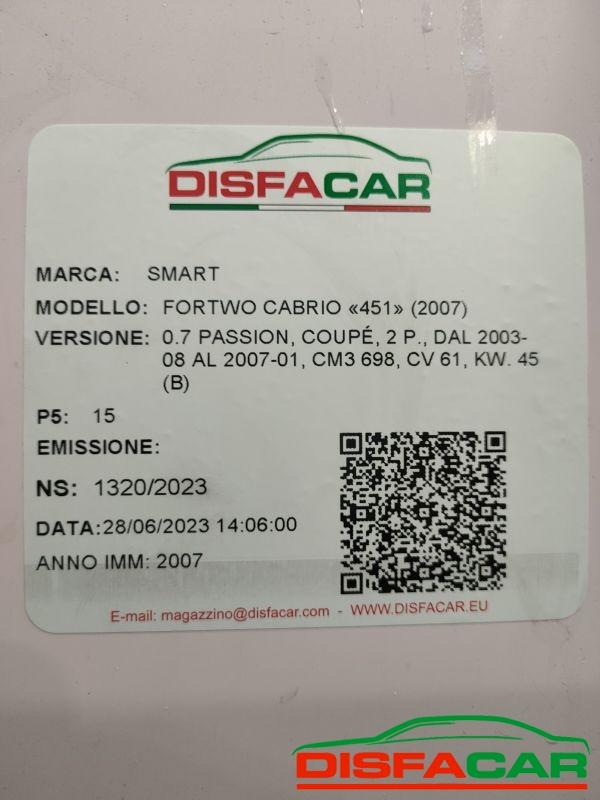 DISFACAR
MARCA: SMART
MODELLO: FORTWO CABRIO «451» (2007)
VERSIONE: 0.7 PASSION, COUPÉ, 2 P., DAL 2003-
08 AL 2007-01, CM3 698, CV 61, KW. 45
(B)
P5: 15
EMISSIONE:
NS: 1320/2023
DATA:28/06/2023 14:06:00
ANNO IMM: 2007
E-mail: magazzino@disfacar.com - WWW.DISFACAR.EU
DISFACAR